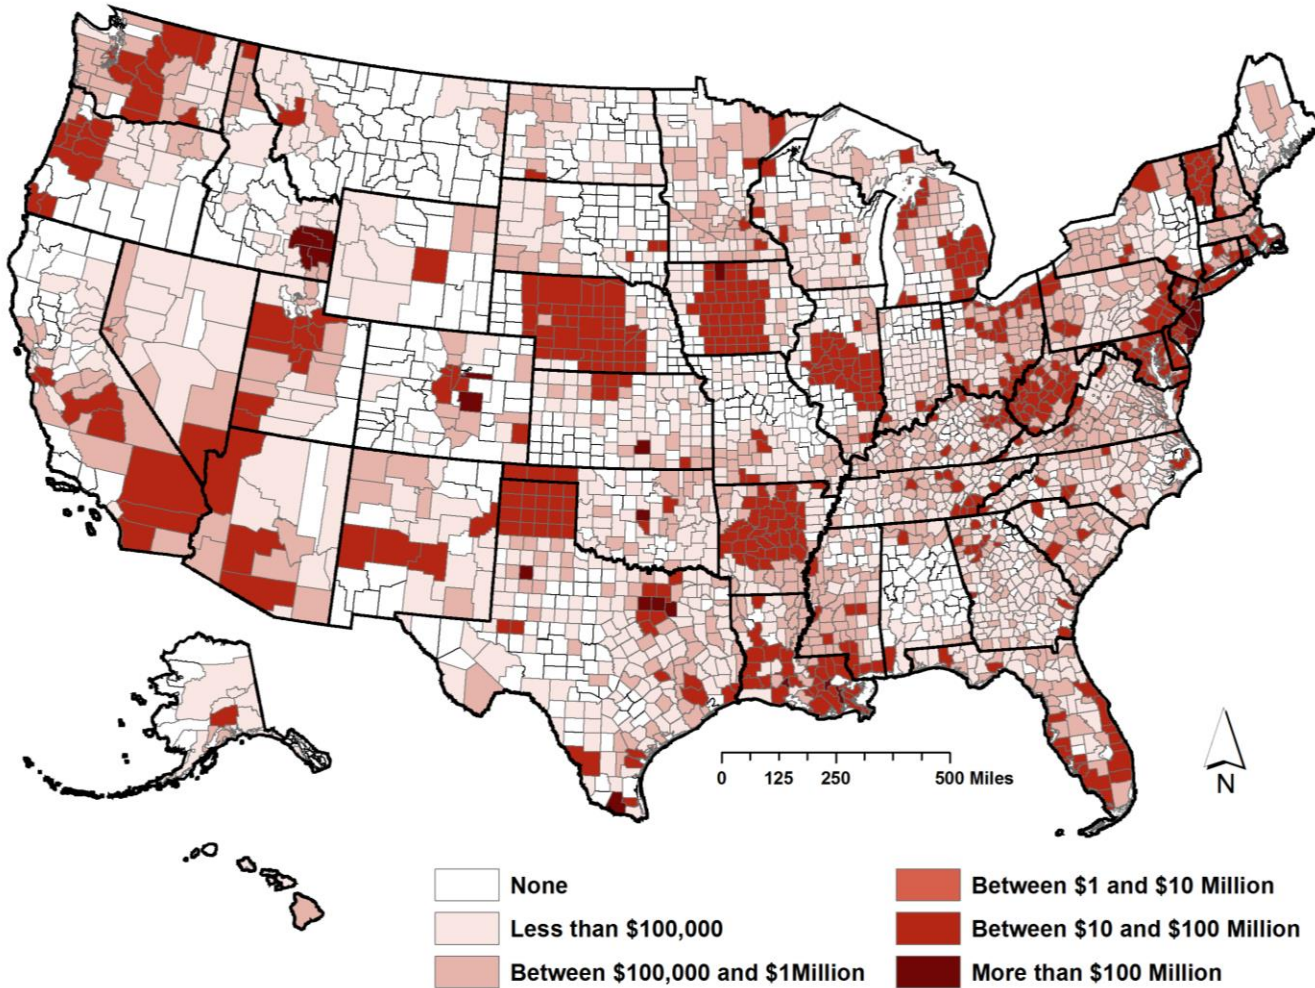 0 125 250 500 Miles
N
None
Less than $100,000
Between $100,000 and $1Million
Between $1 and $10 Million
Between $10 and $100 Million
More than $100 Million